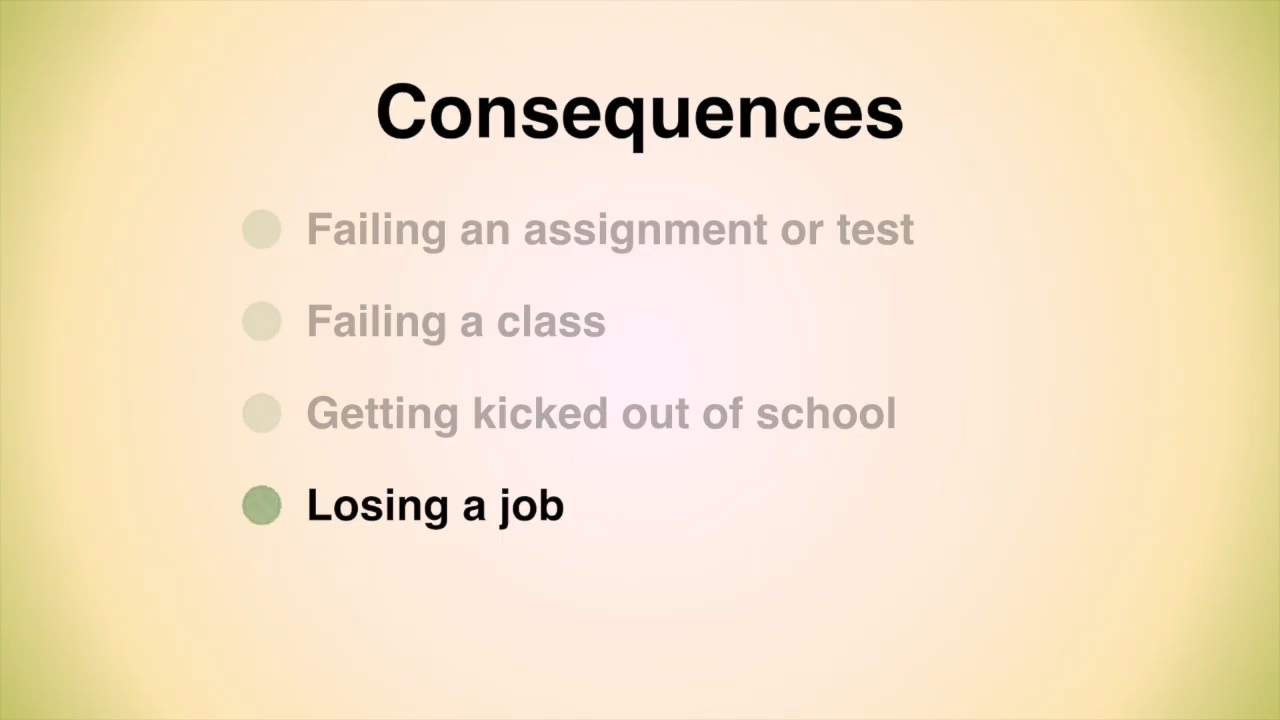 Consequences
Failing an assignment or test
Failing a class
Getting kicked out of school
Losing a job